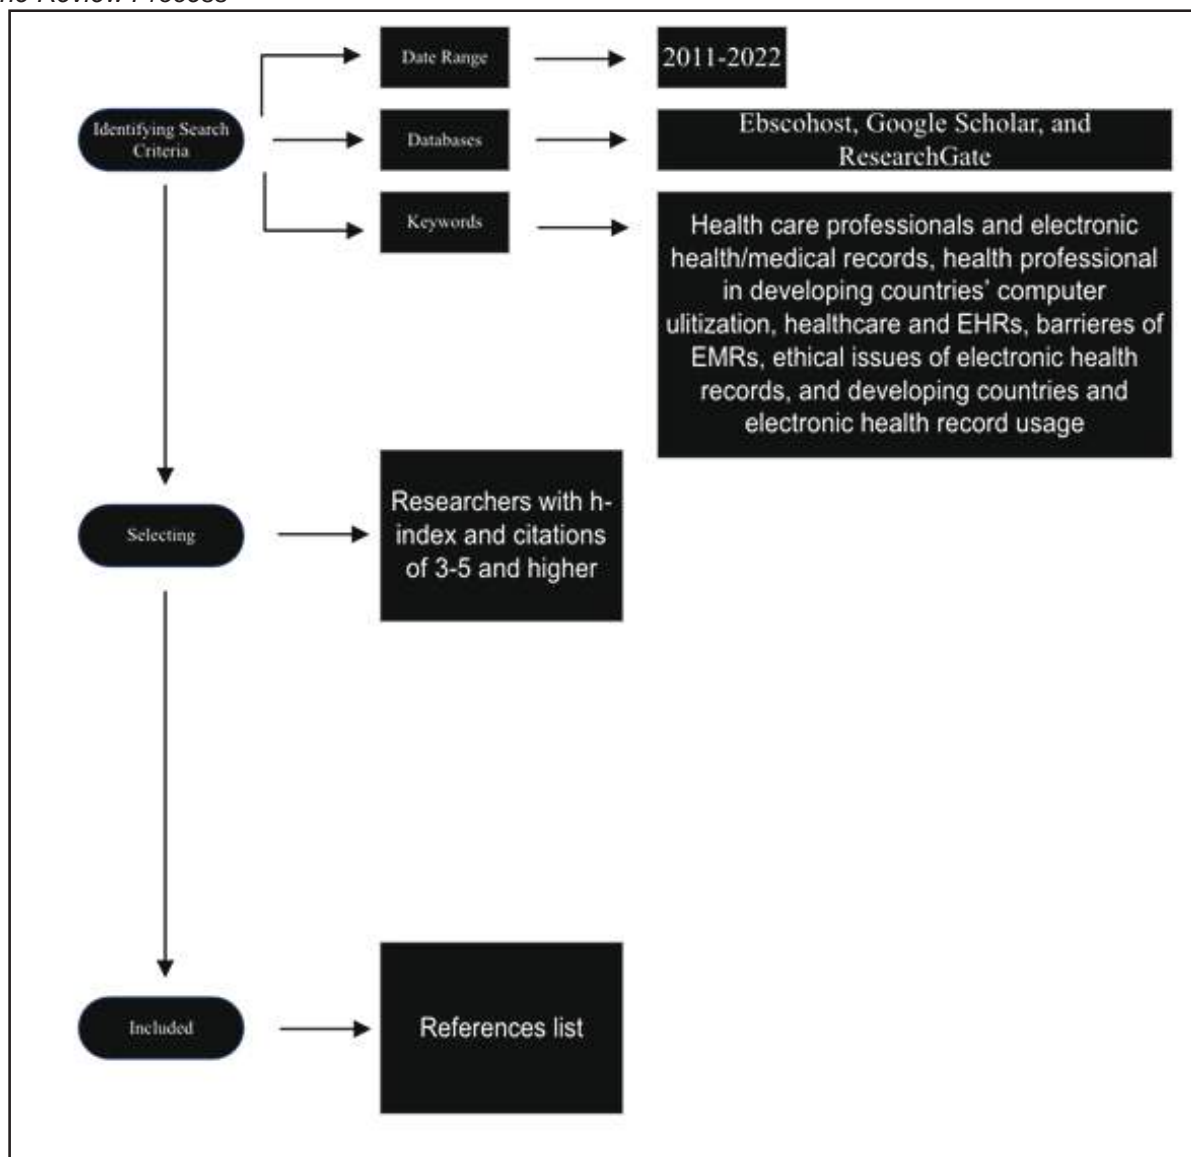 Date Range
2011-2022
Identifying Search
Criteria
Databases
Ebscohost, Google Scholar, and
ResearchGate
Keywords
Health care professionals and electronic
health/medical records, health professional
in developing countries' computer
ulitization, healthcare and EHRs, barrieres of
EMRs, ethical issues of electronic health
records, and developing countries and
electronic health record usage
Selecting
Researchers with h-
index and citations
of 3-5 and higher
Included
References list